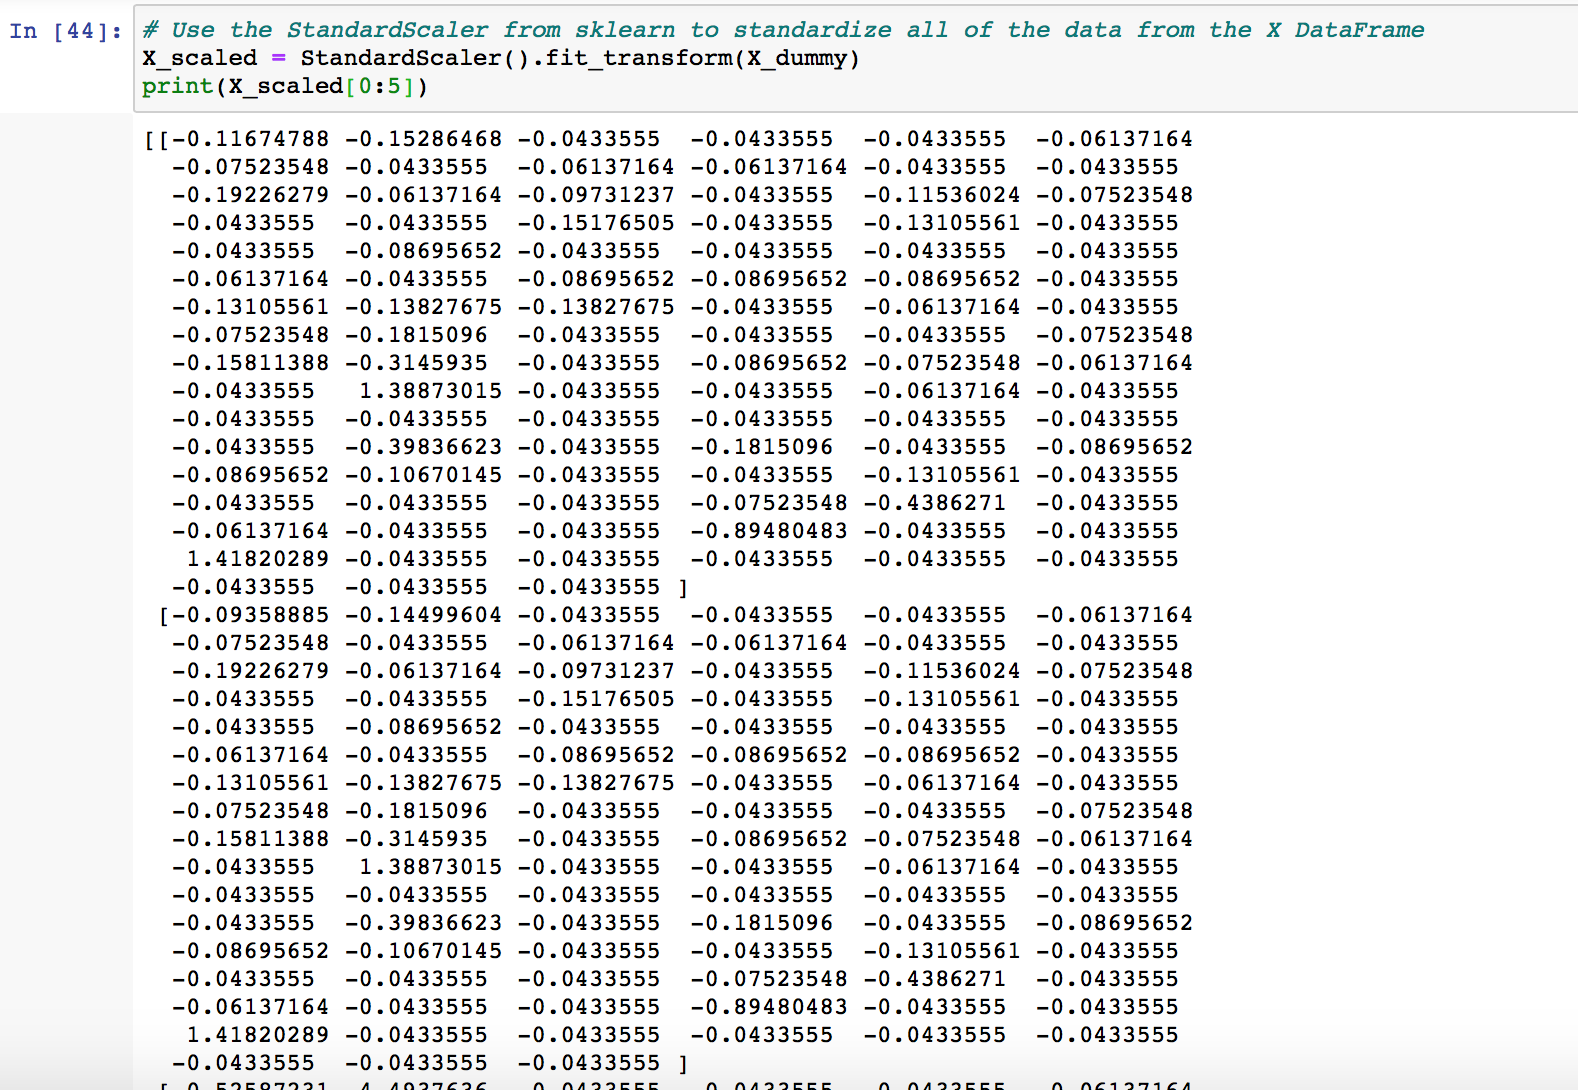 In [44]: # Use the StandardScaler from sklearn to standardize all of the data from the X DataFrame
X_scaled = StandardScaler().fit_transform(X_dummy)
print(X_scaled[0:5])
[[-0.11674788 -0.15286468 -0.0433555  -0.0433555  -0.0433555  -0.06137164
  -0.07523548 -0.0433555  -0.06137164 -0.06137164 -0.0433555  -0.0433555
  -0.19226279 -0.06137164 -0.09731237 -0.0433555  -0.11536024 -0.07523548
  -0.0433555  -0.0433555  -0.15176505 -0.0433555  -0.13105561 -0.0433555
  -0.0433555  -0.08695652 -0.0433555  -0.0433555  -0.0433555  -0.0433555
  -0.06137164 -0.0433555  -0.08695652 -0.08695652 -0.08695652 -0.0433555
  -0.13105561 -0.13827675 -0.13827675 -0.0433555  -0.06137164 -0.0433555
  -0.07523548 -0.1815096  -0.0433555  -0.0433555  -0.0433555  -0.07523548
  -0.15811388 -0.3145935  -0.0433555  -0.08695652 -0.07523548 -0.06137164
  -0.0433555   1.38873015 -0.0433555  -0.0433555  -0.06137164 -0.0433555
  -0.0433555  -0.0433555  -0.0433555  -0.0433555  -0.0433555  -0.0433555
  -0.0433555  -0.39836623 -0.0433555  -0.1815096  -0.0433555  -0.08695652
  -0.08695652 -0.10670145 -0.0433555  -0.0433555  -0.13105561 -0.0433555
  -0.0433555  -0.0433555  -0.0433555  -0.07523548 -0.4386271  -0.0433555
  -0.06137164 -0.0433555  -0.0433555  -0.89480483 -0.0433555  -0.0433555
   1.41820289 -0.0433555  -0.0433555  -0.0433555  -0.0433555  -0.0433555
  -0.0433555  -0.0433555  -0.0433555 ]
 [-0.09358885 -0.14499604 -0.0433555  -0.0433555  -0.0433555  -0.06137164
  -0.07523548 -0.0433555  -0.06137164 -0.06137164 -0.0433555  -0.0433555
  -0.19226279 -0.06137164 -0.09731237 -0.0433555  -0.11536024 -0.07523548
  -0.0433555  -0.0433555  -0.15176505 -0.0433555  -0.13105561 -0.0433555
  -0.0433555  -0.08695652 -0.0433555  -0.0433555  -0.0433555  -0.0433555
  -0.06137164 -0.0433555  -0.08695652 -0.08695652 -0.08695652 -0.0433555
  -0.13105561 -0.13827675 -0.13827675 -0.0433555  -0.06137164 -0.0433555
  -0.07523548 -0.1815096  -0.0433555  -0.0433555  -0.0433555  -0.07523548
  -0.15811388 -0.3145935  -0.0433555  -0.08695652 -0.07523548 -0.06137164
  -0.0433555   1.38873015 -0.0433555  -0.0433555  -0.06137164 -0.0433555
  -0.0433555  -0.0433555  -0.0433555  -0.0433555  -0.0433555  -0.0433555
  -0.0433555  -0.39836623 -0.0433555  -0.1815096  -0.0433555  -0.08695652
  -0.08695652 -0.10670145 -0.0433555  -0.0433555  -0.13105561 -0.0433555
  -0.0433555  -0.0433555  -0.0433555  -0.07523548 -0.4386271  -0.0433555
  -0.06137164 -0.0433555  -0.0433555  -0.89480483 -0.0433555  -0.0433555
   1.41820289 -0.0433555  -0.0433555  -0.0433555  -0.0433555  -0.0433555
  -0.0433555  -0.0433555  -0.0433555 ]